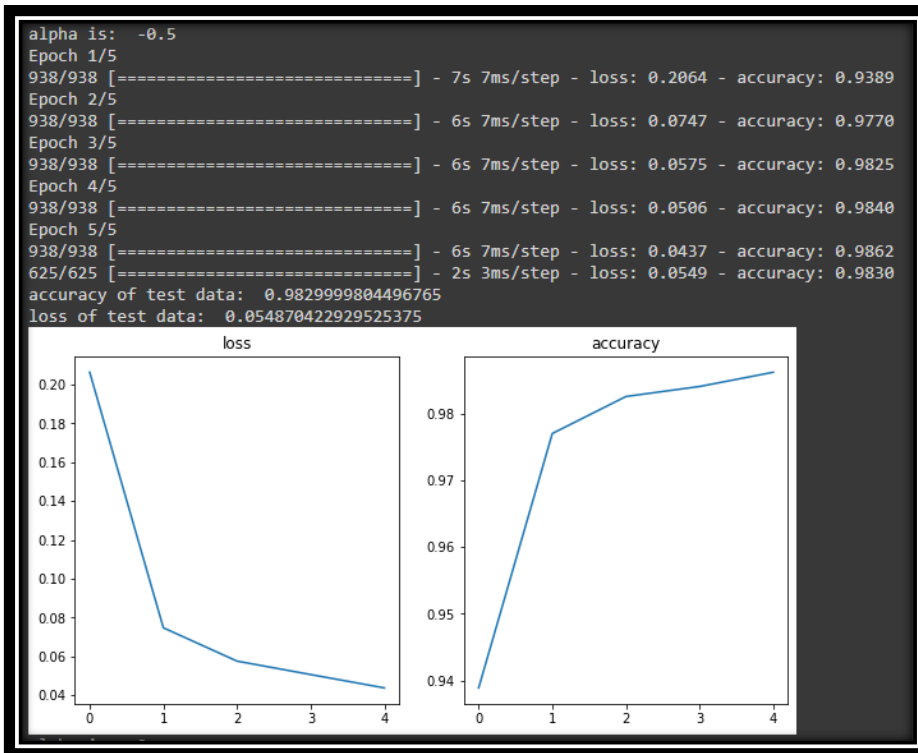 alpha is:  -0.5
Epoch 1/5
938/938 [==============================] - 7s 7ms/step - loss: 0.2064 - accuracy: 0.9389
Epoch 2/5
938/938 [==============================] - 6s 7ms/step - loss: 0.0747 - accuracy: 0.9770
Epoch 3/5
938/938 [==============================] - 6s 7ms/step - loss: 0.0575 - accuracy: 0.9825
Epoch 4/5
938/938 [==============================] - 6s 7ms/step - loss: 0.0506 - accuracy: 0.9840
Epoch 5/5
938/938 [==============================] - 6s 7ms/step - loss: 0.0437 - accuracy: 0.9862
625/625 [==============================] - 2s 3ms/step - loss: 0.0549 - accuracy: 0.9830
accuracy of test data:  0.9829999804496765
loss of test data:  0.054870422929525375
loss
0.20
0.18
0.16
0.14
0.12
0.10
0.08
0.06
0.04
0 1 2 3 4
accuracy
0.98
0.97
0.96
0.95
0.94
0 1 2 3 4